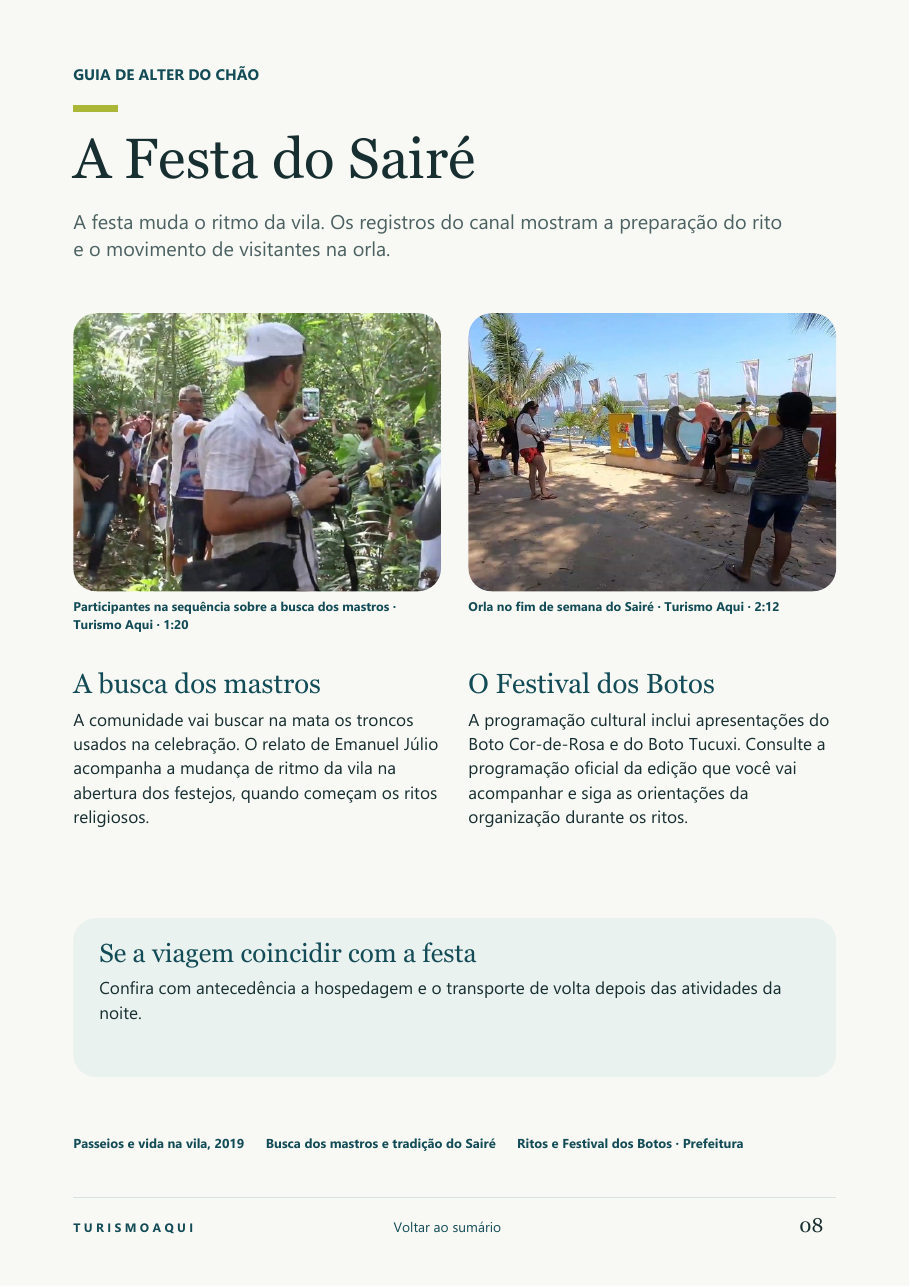 GUIA DE ALTER DO CHÃO
A Festa do Sairé
A festa muda o ritmo da vila. Os registros do canal mostram a preparação do rito
e o movimento de visitantes na orla.
Participantes na sequência sobre a busca dos mastros ·
Turismo Aqui · 1:20
Orla no fim de semana do Sairé · Turismo Aqui · 2:12
A busca dos mastros
A comunidade vai buscar na mata os troncos
usados na celebração. O relato de Emanuel Júlio
acompanha a mudança de ritmo da vila na
abertura dos festejos, quando começam os ritos
religiosos.
O Festival dos Botos
A programação cultural inclui apresentações do
Boto Cor-de-Rosa e do Boto Tucuxi. Consulte a
programação oficial da edição que você vai
acompanhar e siga as orientações da
organização durante os ritos.
Se a viagem coincidir com a festa
Confira com antecedência a hospedagem e o transporte de volta depois das atividades da
noite.
Passeios e vida na vila, 2019 Busca dos mastros e tradição do Sairé Ritos e Festival dos Botos · Prefeitura
TURISMOAQUI Voltar ao sumário 08